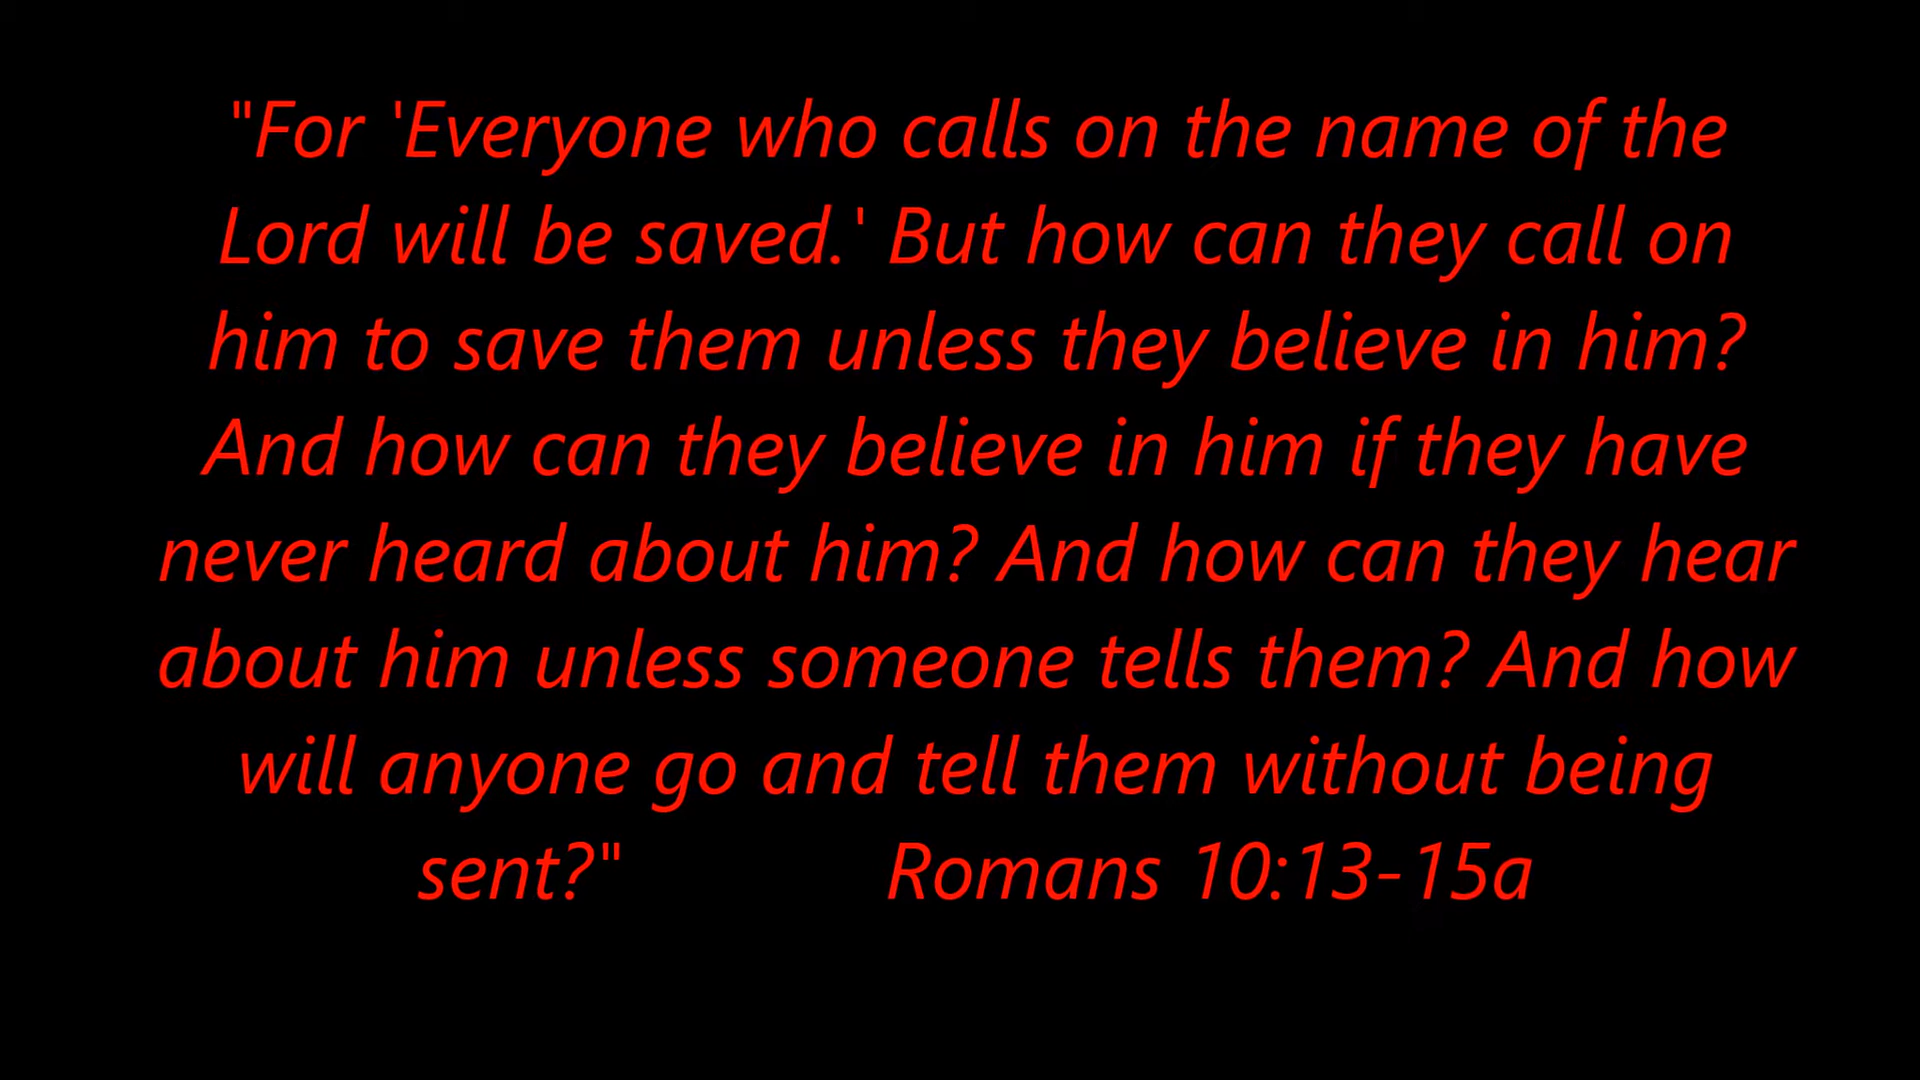 "For 'Everyone who calls on the name of the
Lord will be saved.' But how can they call on
him to save them unless they believe in him?
And how can they believe in him if they have
never heard about him? And how can they hear
about him unless someone tells them? And how
will anyone go and tell them without being
sent?" Romans 10:13-15a